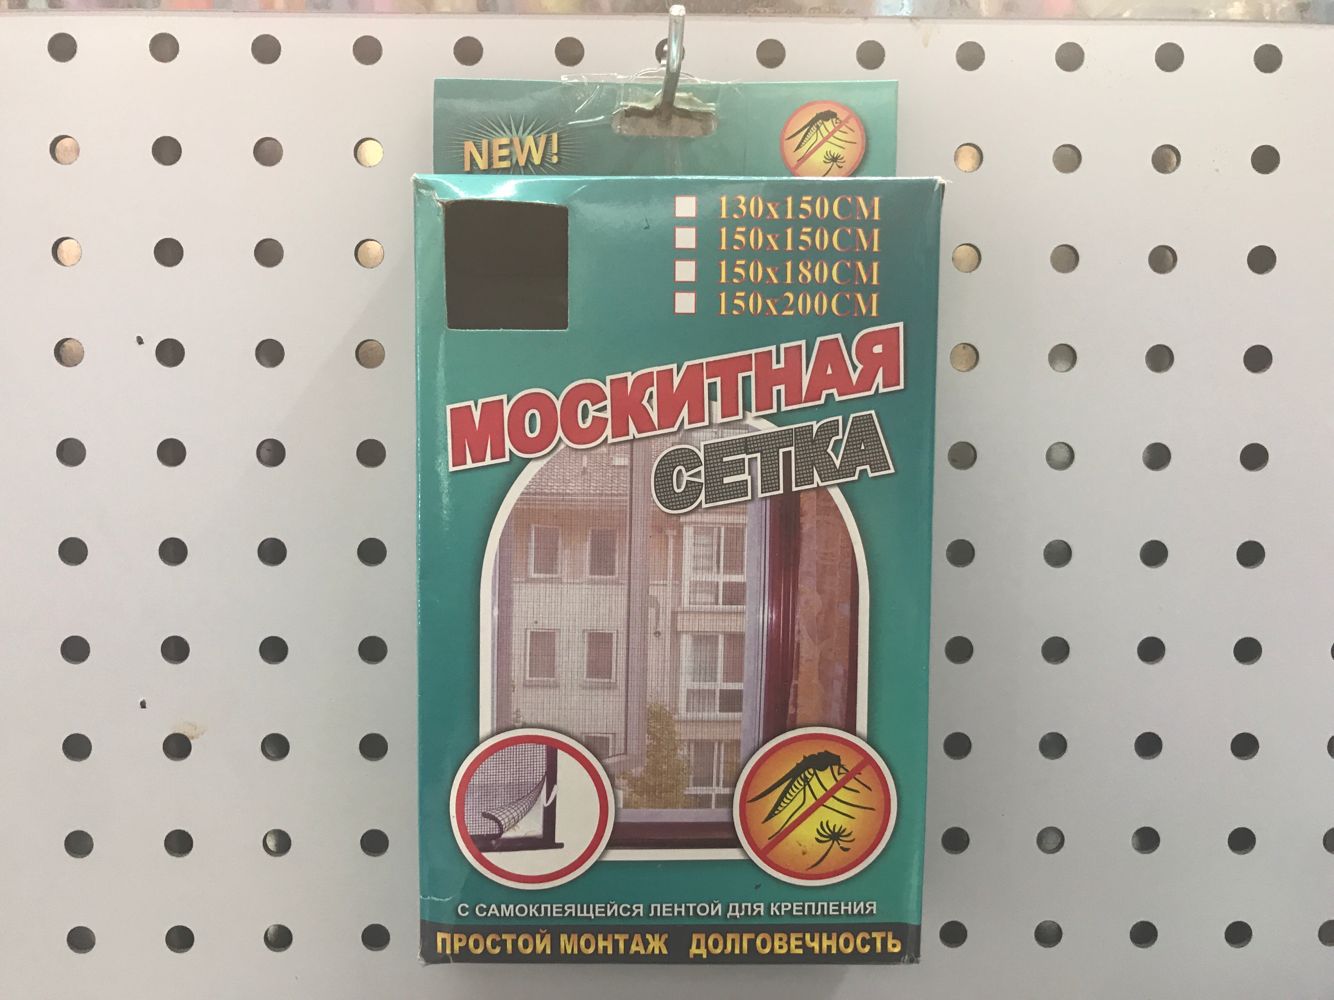 NEW!
130x150CM
150x150CM
150x180CM
150x200CM
МОСКИТНАЯ
СЕТКА
С САМОКЛЕЯЩЕЙСЯ ЛЕНТОЙ ДЛЯ КРЕПЛЕНИЯ
ПРОСТОЙ МОНТАЖ ДОЛГОВЕЧНОСТЬ